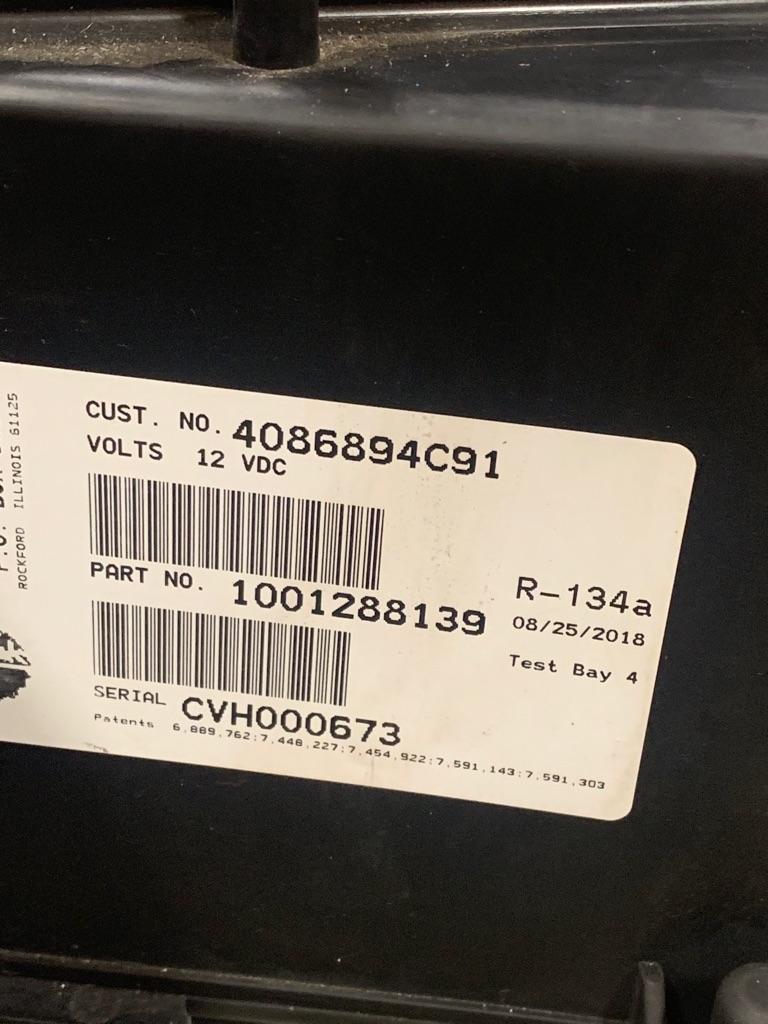 ROCKFORD ILLINOIS 61125
CUST. NO. 4086894C91
VOLTS 12 VDC
PART NO. 1001288139
R-134a
08/25/2018
Test Bay 4
SERIAL CVH000673
Patents 6,889,762:7,448,227:7,454,922:7,591,143:7,591,303